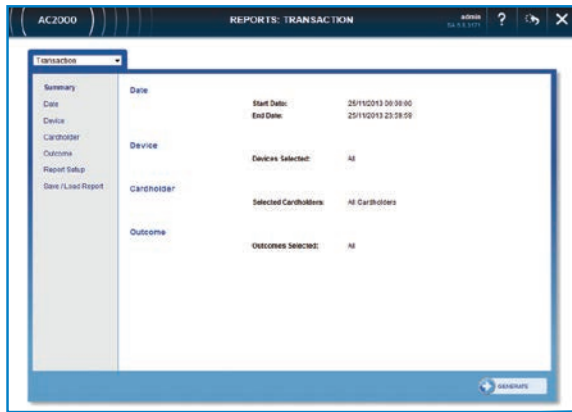 AC2000
REPORTS: TRANSACTION
admin
?
X
Transaction
Summary
Date
Device
Cardholder
Outcome
Report Setup
Save / Load Report
Date
Start Date: 25/11/2013 00:00:00
End Date: 25/11/2013 23:59:59
Device
Devices Selected: All
Cardholder
Selected Cardholders: All Cardholders
Outcome
Outcomes Selected: All
GENERATE